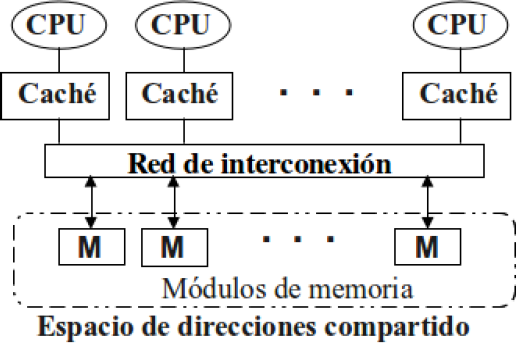 CPU CPU CPU
Caché Caché . . . Caché
Red de interconexión
M M . . . M
Módulos de memoria
Espacio de direcciones compartido